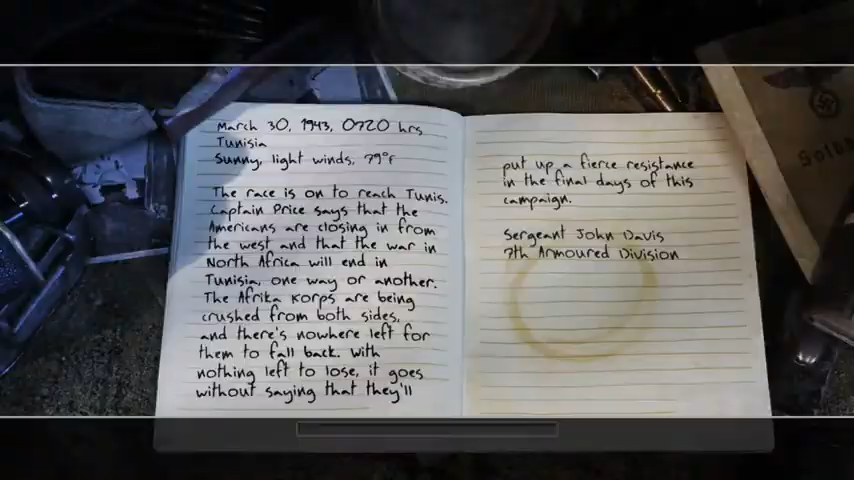 March 30, 1943, 0720 hrs
Tunisia
Sunny, light winds, 79°F
The race is on to reach Tunis.
Captain Price says that the
Americans are closing in from
the west and that the war in
North Africa will end in
Tunisia, one way or another.
The Afrika Korps are being
crushed from both sides,
and there's nowhere left for
them to fall back. With
nothing left to lose, it goes
without saying that they'll
put up a fierce resistance
in the final days of this
campaign.
Sergeant John Davis
7th Armoured Division